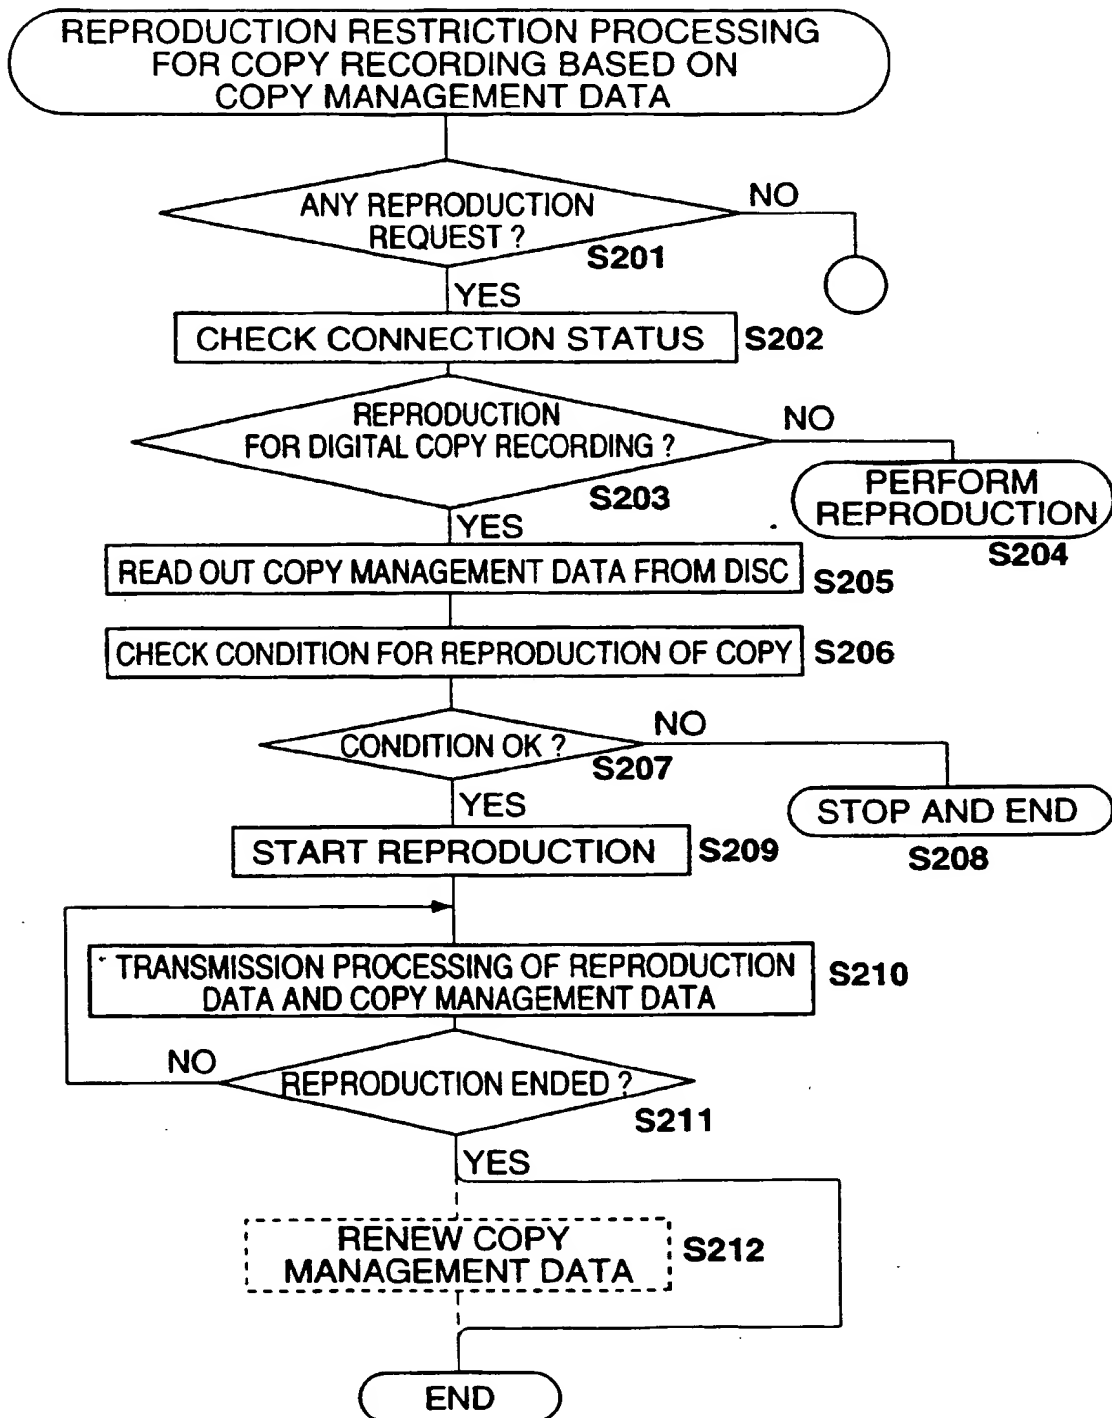 REPRODUCTION RESTRICTION PROCESSING
FOR COPY RECORDING BASED ON
COPY MANAGEMENT DATA
ANY REPRODUCTION
REQUEST ?
S201
NO
YES
CHECK CONNECTION STATUS
S202
REPRODUCTION
FOR DIGITAL COPY RECORDING ?
S203
NO
PERFORM
REPRODUCTION
S204
YES
READ OUT COPY MANAGEMENT DATA FROM DISC
S205
CHECK CONDITION FOR REPRODUCTION OF COPY
S206
CONDITION OK ?
S207
NO
STOP AND END
S208
YES
START REPRODUCTION
S209
TRANSMISSION PROCESSING OF REPRODUCTION
DATA AND COPY MANAGEMENT DATA
S210
NO
REPRODUCTION ENDED ?
S211
YES
RENEW COPY
MANAGEMENT DATA
S212
END